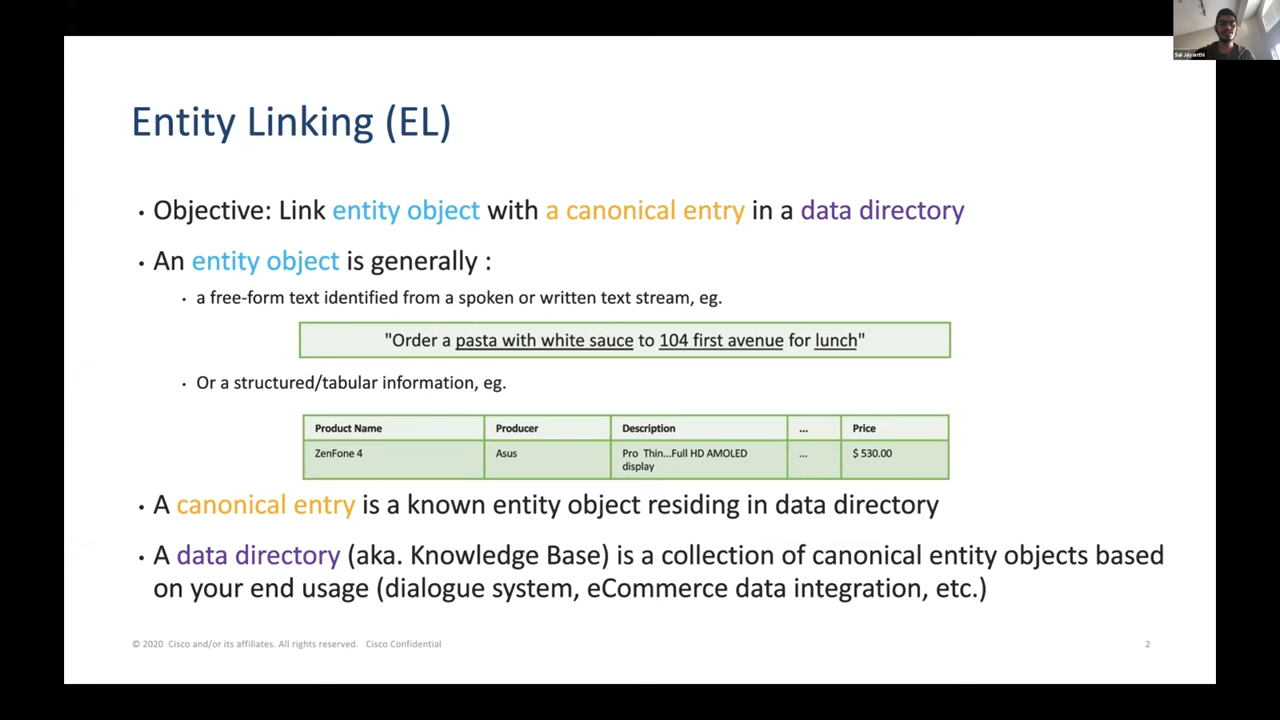 Sai Jayanthi
Entity Linking (EL)
• Objective: Link entity object with a canonical entry in a data directory
• An entity object is generally :
• a free-form text identified from a spoken or written text stream, eg.
"Order a pasta with white sauce to 104 first avenue for lunch"
• Or a structured/tabular information, eg.
Product Name Producer Description ... Price
ZenFone 4 Asus Pro Thin...Full HD AMOLED ... $ 530.00
display
• A canonical entry is a known entity object residing in data directory
• A data directory (aka. Knowledge Base) is a collection of canonical entity objects based
on your end usage (dialogue system, eCommerce data integration, etc.)
© 2020 Cisco and/or its affiliates. All rights reserved. Cisco Confidential
2